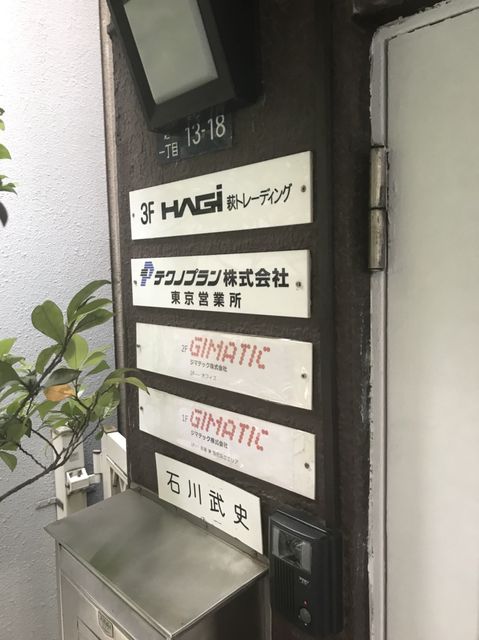 一丁目 13-18
3F HAGI 萩トレーディング
テクノプラン株式会社
東京営業所
2F GIMATIC
ジマテック株式会社
1F GIMATIC
ジマテック株式会社
石川武史